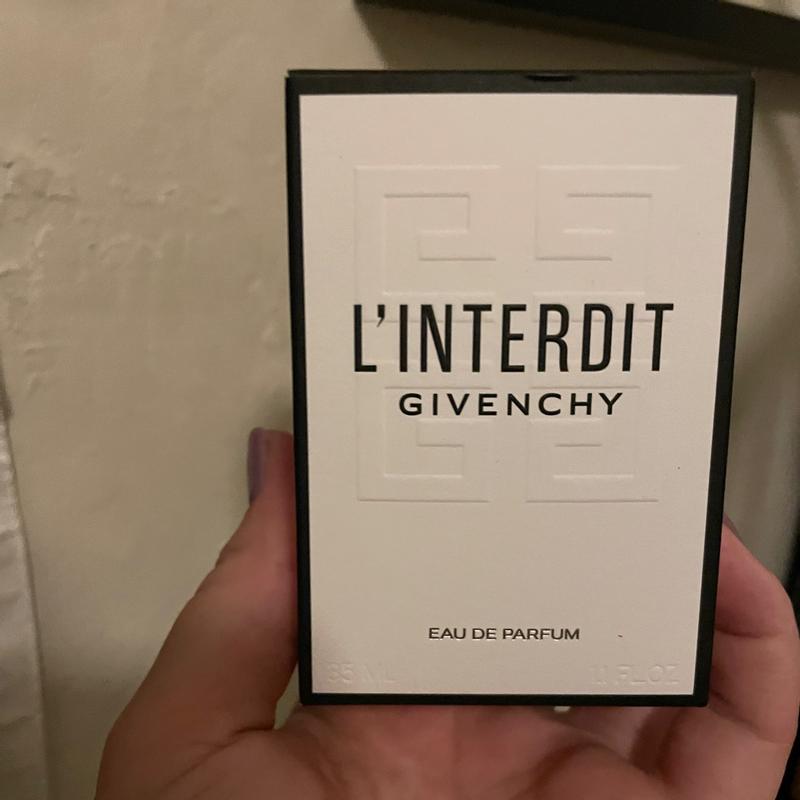 L'INTERDIT
GIVENCHY
EAU DE PARFUM
35 ML 1.1 FL.OZ